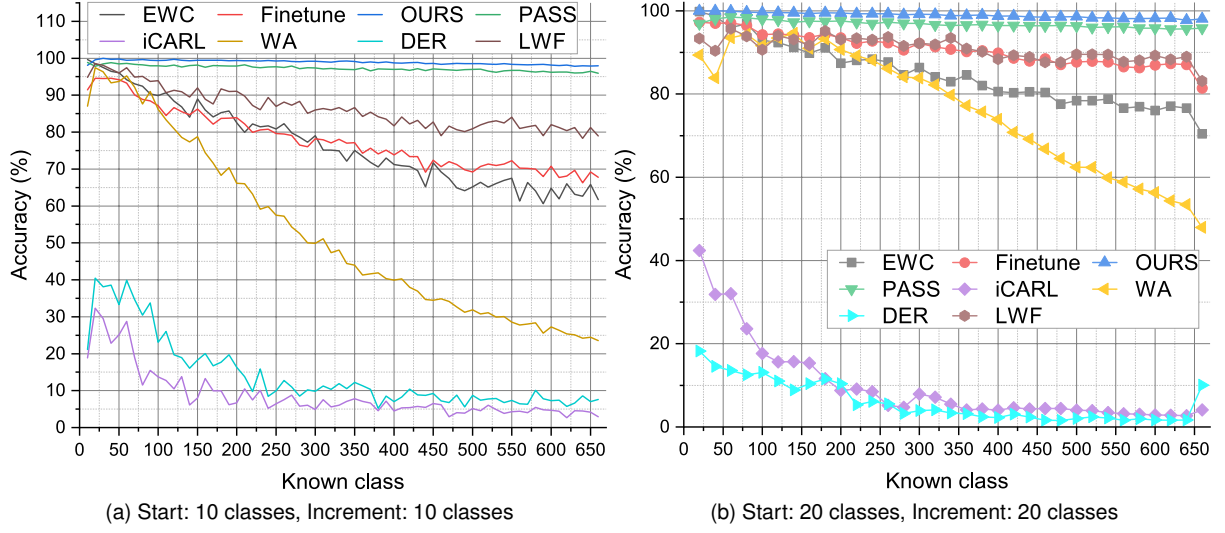 EWC Finetune OURS PASS
iCARL WA DER LWF
110
100
90
80
70
60
50
40
30
20
10
0
Accuracy (%)
0 50 100 150 200 250 300 350 400 450 500 550 600 650
Known class
(a) Start: 10 classes, Increment: 10 classes
100
80
60
40
20
0
Accuracy (%)
EWC Finetune OURS
PASS iCARL WA
DER LWF
0 50 100 150 200 250 300 350 400 450 500 550 600 650
Known class
(b) Start: 20 classes, Increment: 20 classes